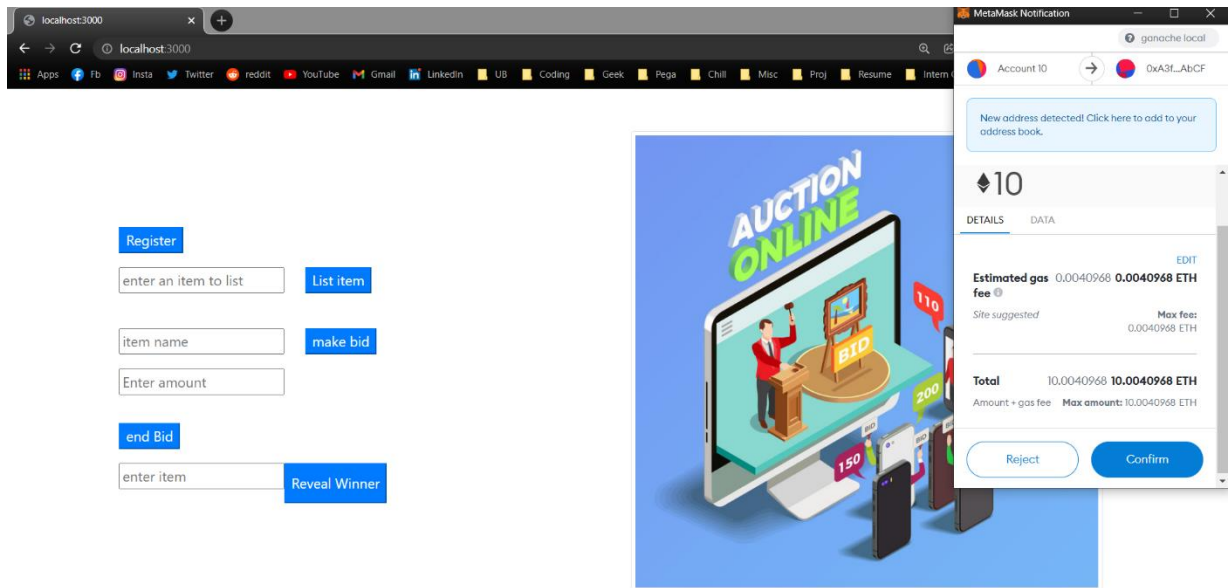 localhost:3000
MetaMask Notification
localhost:3000
ganache local
Apps Fb Insta Twitter reddit YouTube Gmail LinkedIn UB Coding Geek Pega Chill Misc Proj Resume Intern
Account 10
0xA3f...AbCF
New address detected! Click here to add to your
address book.
10
DETAILS DATA
EDIT
Estimated gas 0.0040968 0.0040968 ETH
fee
Site suggested Max fee:
0.0040968 ETH
Total 10.0040968 10.0040968 ETH
Amount + gas fee Max amount: 10.0040968 ETH
Reject Confirm
Register
enter an item to list List item
item name make bid
Enter amount
end Bid
enter item Reveal Winner
AUCTION
ONLINE
110
BID
200
BID
BID
150